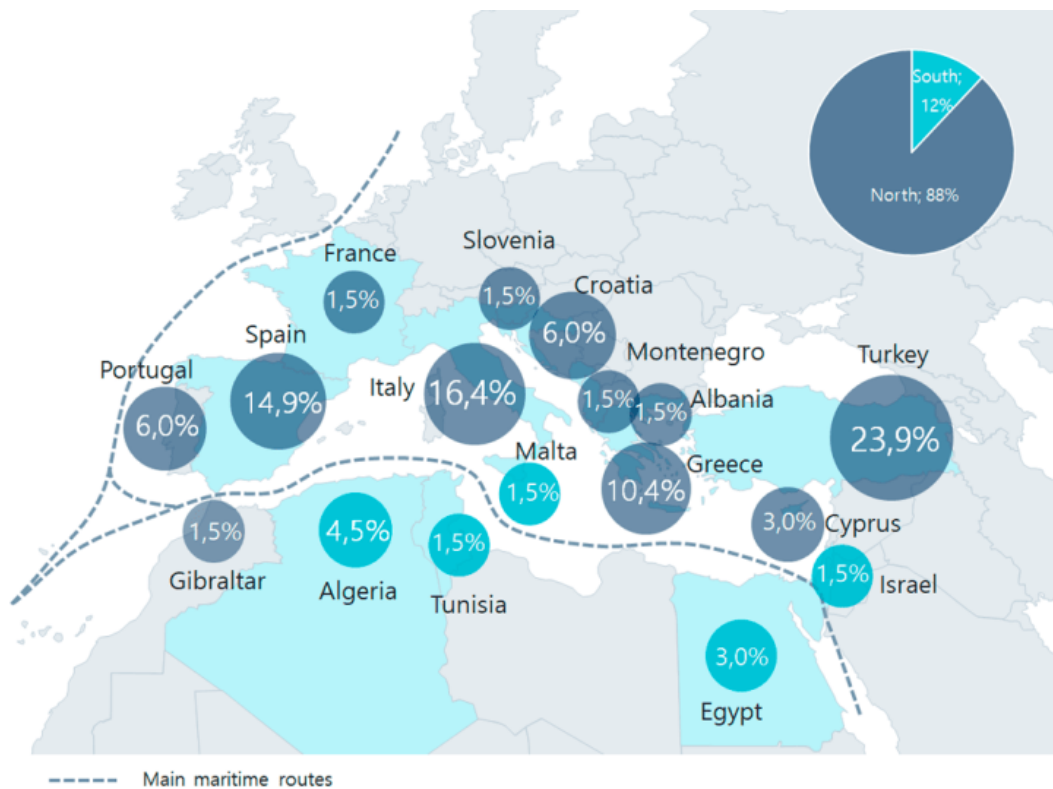 South;
12%
North; 88%
Slovenia
France
1,5%
1,5%
Croatia
6,0%
Spain
14,9%
Portugal
6,0%
Italy
16,4%
Montenegro
1,5%
Albania
1,5%
Turkey
23,9%
Malta
1,5%
Greece
10,4%
Cyprus
3,0%
Gibraltar
1,5%
Algeria
4,5%
Tunisia
1,5%
Israel
1,5%
Egypt
3,0%
Main maritime routes